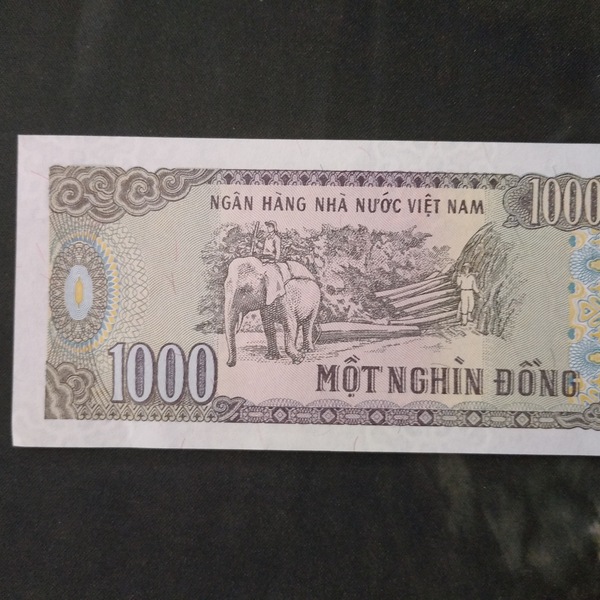 NGÂN HÀNG NHÀ NƯỚC VIỆT NAM
1000
1000
MỘT NGHÌN ĐỒNG